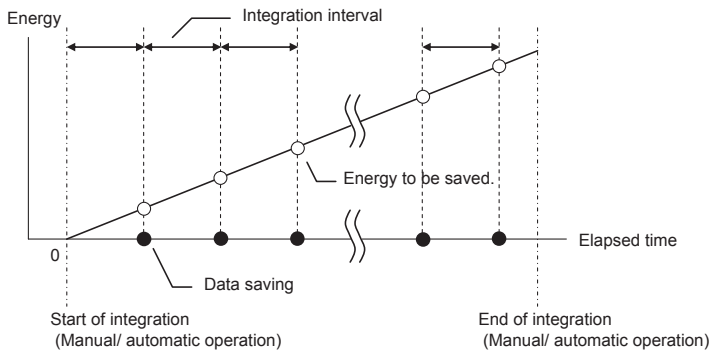 Energy
Integration interval
Energy to be saved.
0
Elapsed time
Data saving
Start of integration
(Manual/ automatic operation)
End of integration
(Manual/ automatic operation)